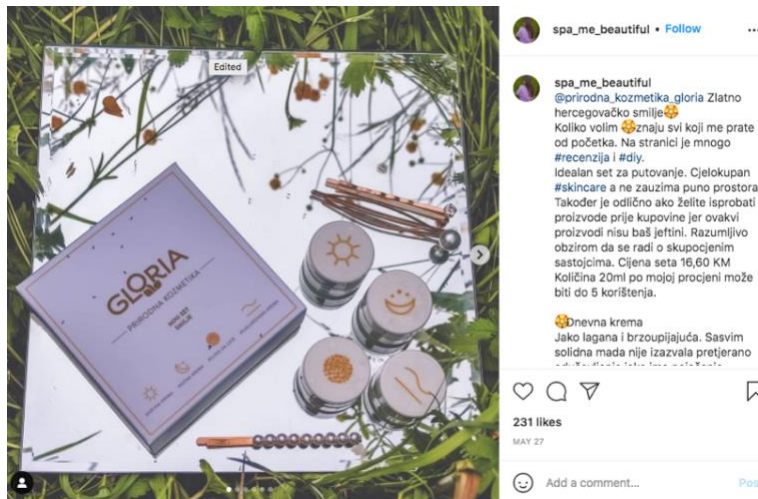 Edited
GLORIA
PRIRODNA KOZMETIKA
MINI SET
SMILJE
spa_me_beautiful • Follow
spa_me_beautiful
@prirodna_kozmetika_gloria Zlatno
hercegovačko smilje
Koliko volim znaju svi koji me prate
od početka. Na stranici je mnogo
#recenzija i #diy.
Idealan set za putovanje. Cjelokupan
#skincare a ne zauzima puno prostora
Također je odlično ako želite isprobati
proizvode prije kupovine jer ovakvi
proizvodi nisu baš jeftini. Razumljivo
obzirom da se radi o skupocjenim
sastojcima. Cijena seta 16,60 KM
Količina 20ml po mojoj procjeni može
biti do 5 korištenja.
Dnevna krema
Jako lagana i brzoupijajuća. Sasvim
solidna mada nije izazvala pretjerano
231 likes
MAY 27
Add a comment...
Pos